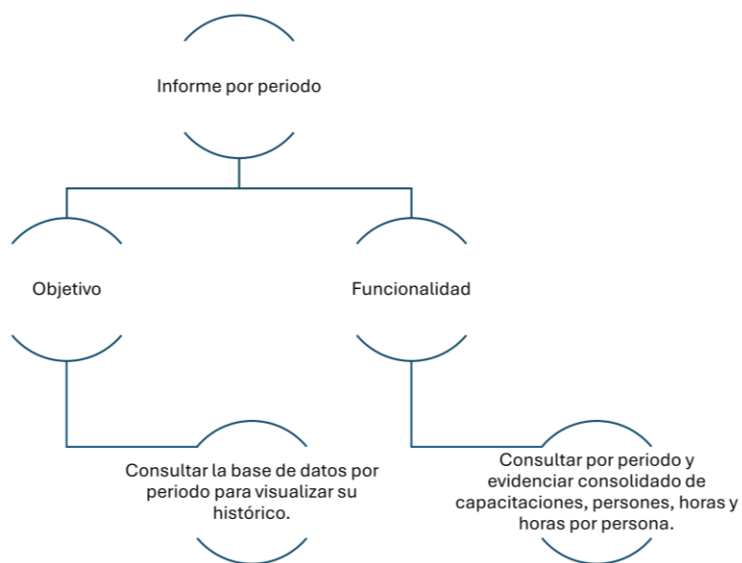 Informe por periodo
Objetivo
Funcionalidad
Consultar la base de datos por
periodo para visualizar su
histórico.
Consultar por periodo y
evidenciar consolidado de
capacitaciones, persones, horas y
horas por persona.